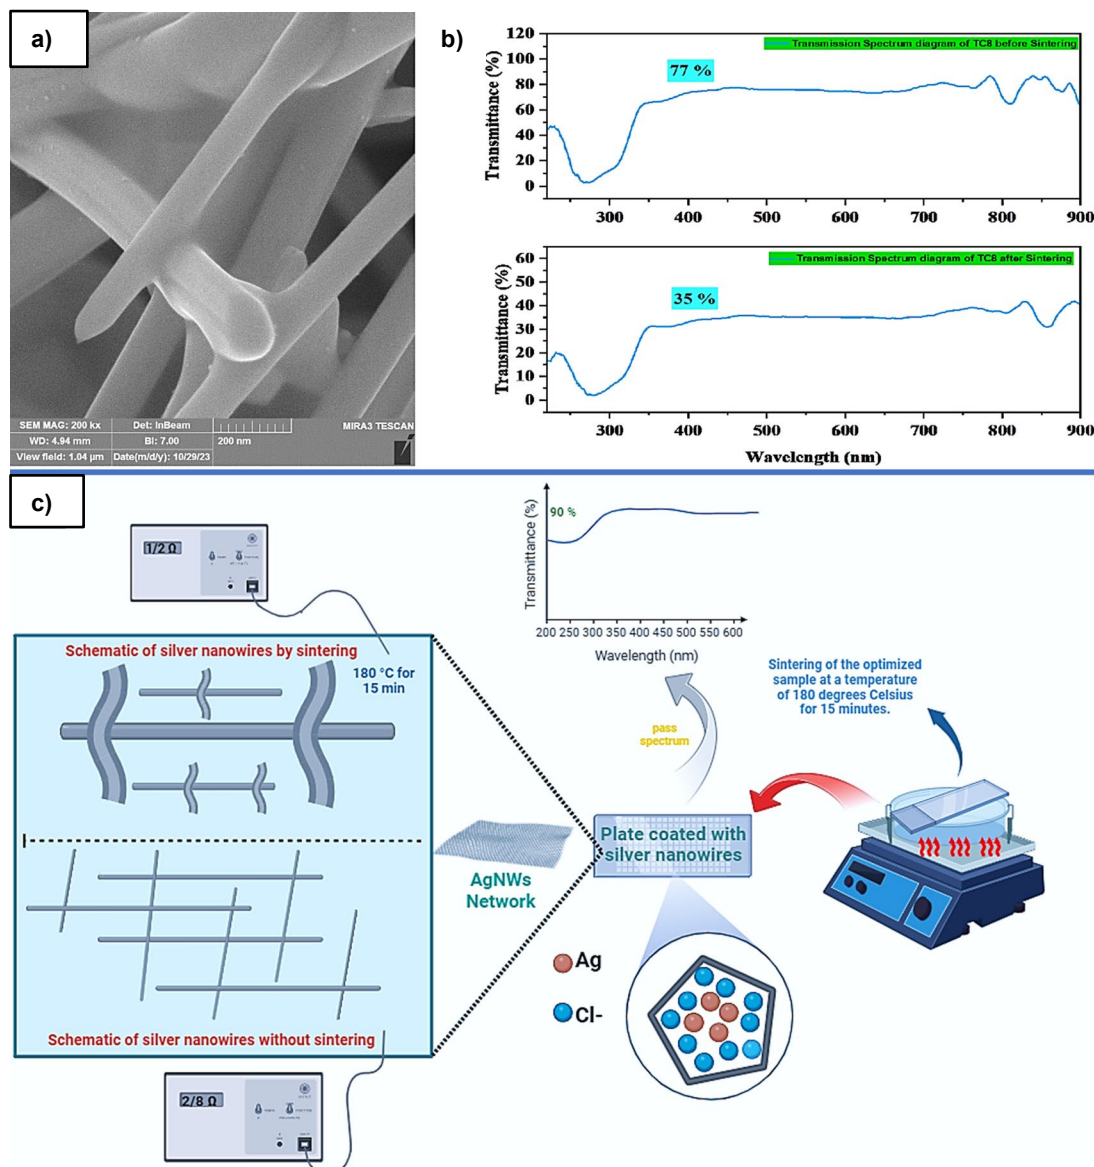 a)
SEM MAG: 200 kx
Det: InBeam
MIRA3 TESCAN
WD: 4.94 mm
BI: 7.00
200 nm
View field: 1.04 µm
Date(m/d/y): 10/29/23
b)
Transmittance (%)
120
100
80
60
40
20
0
Transmission Spectrum diagram of TC8 before Sintering
77 %
300
400
500
600
700
800
900
Transmittance (%)
60
50
40
30
20
10
0
Transmission Spectrum diagram of TC8 after Sintering
35 %
300
400
500
600
700
800
900
Wavelength (nm)
c)
1/2 Ω
Schematic of silver nanowires by sintering
180 °C for
15 min
Schematic of silver nanowires without sintering
2/8 Ω
Transmittance (%)
90 %
200 250 300 350 400 450 500 550 600
Wavelength (nm)
pass
spectrum
Sintering of the optimized
sample at a temperature
of 180 degrees Celsius
for 15 minutes.
AgNWs
Network
Plate coated with
silver nanowires
Ag
Cl-